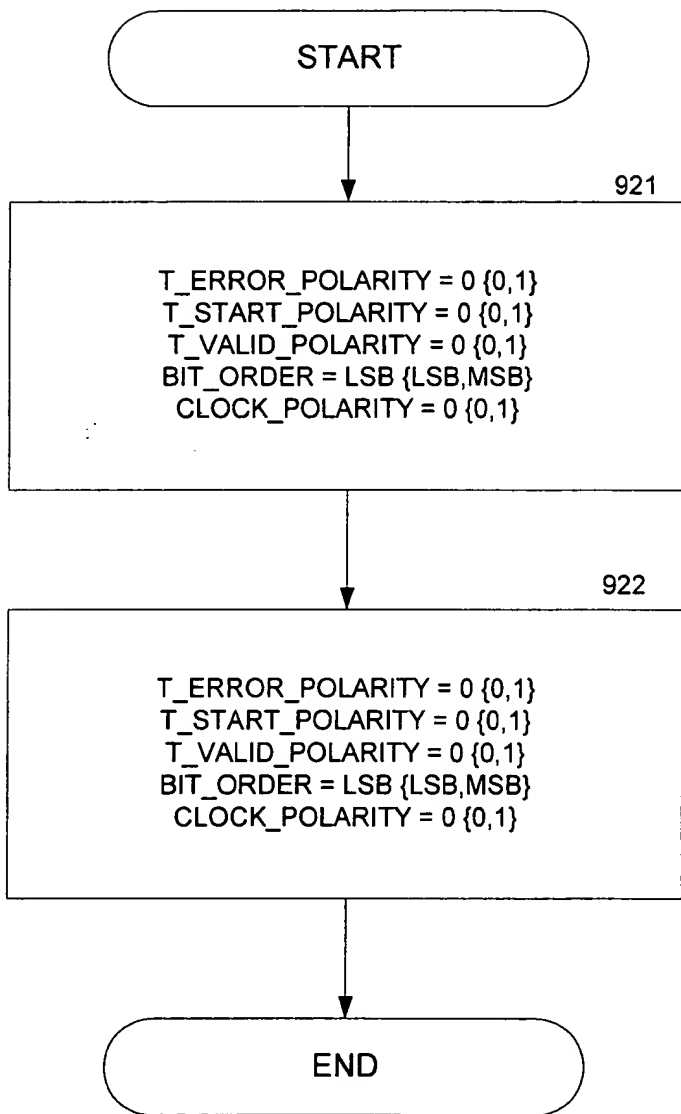 START
921
T_ERROR_POLARITY = 0 {0,1}
T_START_POLARITY = 0 {0,1}
T_VALID_POLARITY = 0 {0,1}
BIT_ORDER = LSB {LSB,MSB}
CLOCK_POLARITY = 0 {0,1}
922
T_ERROR_POLARITY = 0 {0,1}
T_START_POLARITY = 0 {0,1}
T_VALID_POLARITY = 0 {0,1}
BIT_ORDER = LSB {LSB,MSB}
CLOCK_POLARITY = 0 {0,1}
END